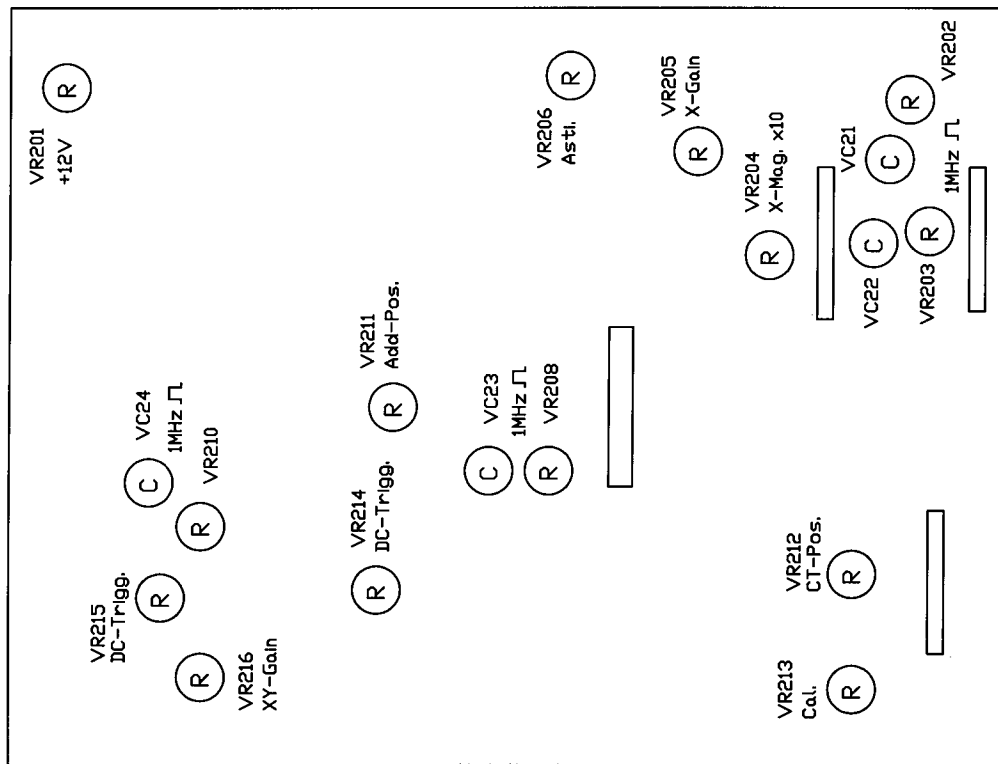 VR201
+12V
R
VC24
1MHz
C
VR210
R
VR215
DC-Trigg.
R
VR216
XY-Gain
R
VR211
Add-Pos.
R
VR214
DC-Trigg.
R
VC23
1MHz
C
VR208
R
VR206
Asti.
R
VR205
X-Gain
R
VR204
X-Mag. x10
R
VC21
C
VR202
R
1MHz
VC22
C
VR203
R
VR212
CT-Pos.
R
VR213
Cal.
R